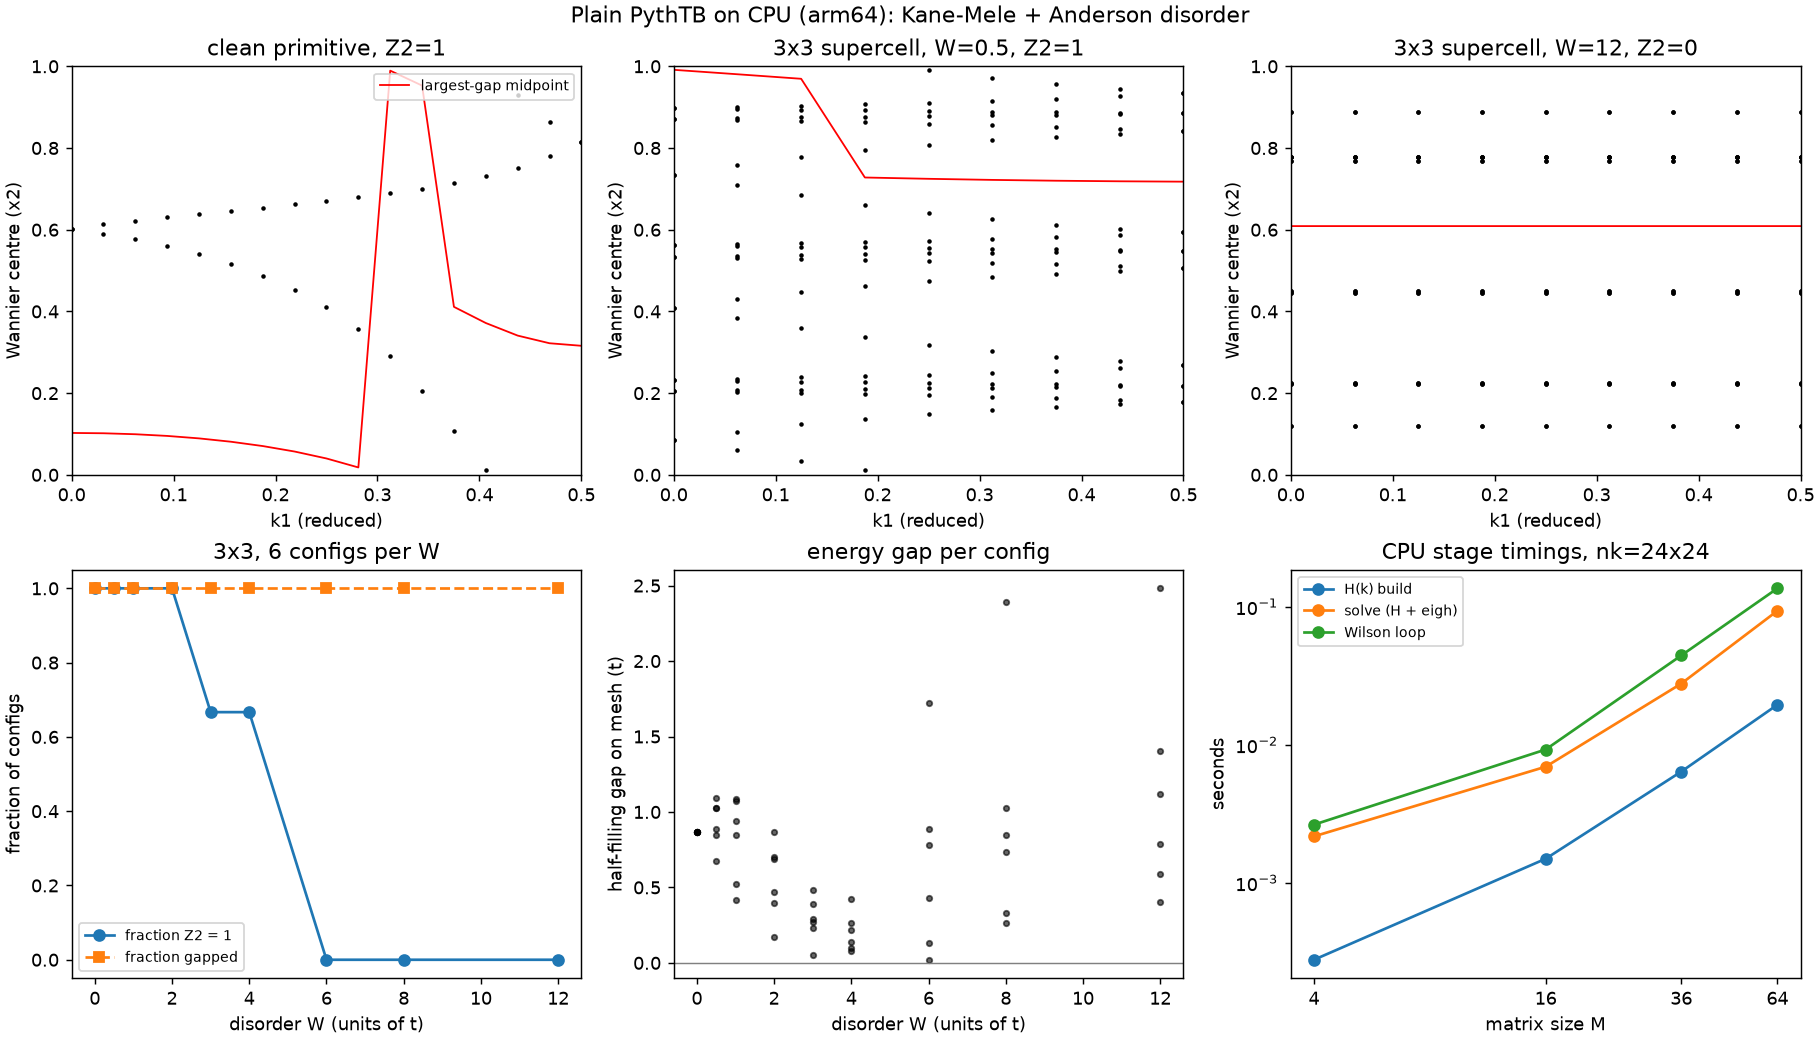 Plain PythTB on CPU (arm64): Kane-Mele + Anderson disorder
clean primitive, Z2=1
largest-gap midpoint
Wannier centre (x2)
1.0
0.8
0.6
0.4
0.2
0.0
0.0 0.1 0.2 0.3 0.4 0.5
k1 (reduced)
3x3 supercell, W=0.5, Z2=1
Wannier centre (x2)
1.0
0.8
0.6
0.4
0.2
0.0
0.0 0.1 0.2 0.3 0.4 0.5
k1 (reduced)
3x3 supercell, W=12, Z2=0
Wannier centre (x2)
1.0
0.8
0.6
0.4
0.2
0.0
0.0 0.1 0.2 0.3 0.4 0.5
k1 (reduced)
3x3, 6 configs per W
fraction of configs
1.0
0.8
0.6
0.4
0.2
0.0
fraction Z2 = 1
fraction gapped
0 2 4 6 8 10 12
disorder W (units of t)
energy gap per config
half-filling gap on mesh (t)
2.5
2.0
1.5
1.0
0.5
0.0
0 2 4 6 8 10 12
disorder W (units of t)
CPU stage timings, nk=24x24
H(k) build
solve (H + eigh)
Wilson loop
seconds
10⁻¹
10⁻²
10⁻³
4 16 36 64
matrix size M